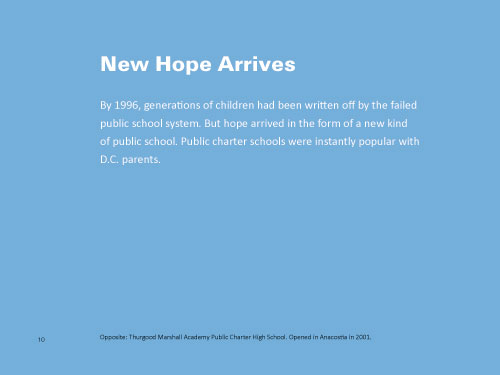 New Hope Arrives
By 1996, generations of children had been written off by the failed
public school system. But hope arrived in the form of a new kind
of public school. Public charter schools were instantly popular with
D.C. parents.
10
Opposite: Thurgood Marshall Academy Public Charter High School. Opened in Anacostia in 2001.